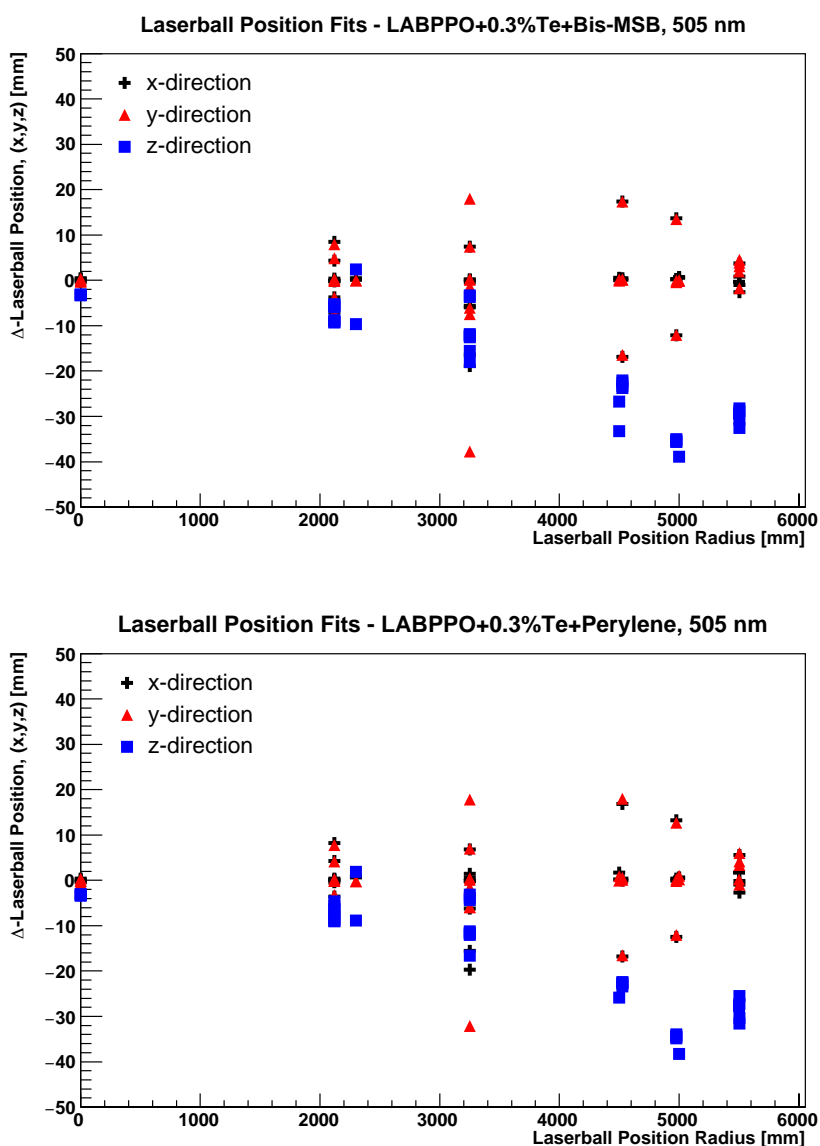 Laserball Position Fits - LABPPO+0.3%Te+Bis-MSB, 505 nm
Δ-Laserball Position, (x,y,z) [mm]
50
40
30
20
10
0
−10
−20
−30
−40
−50
x-direction
y-direction
z-direction
0 1000 2000 3000 4000 5000 6000
Laserball Position Radius [mm]
Laserball Position Fits - LABPPO+0.3%Te+Perylene, 505 nm
Δ-Laserball Position, (x,y,z) [mm]
50
40
30
20
10
0
−10
−20
−30
−40
−50
x-direction
y-direction
z-direction
0 1000 2000 3000 4000 5000 6000
Laserball Position Radius [mm]